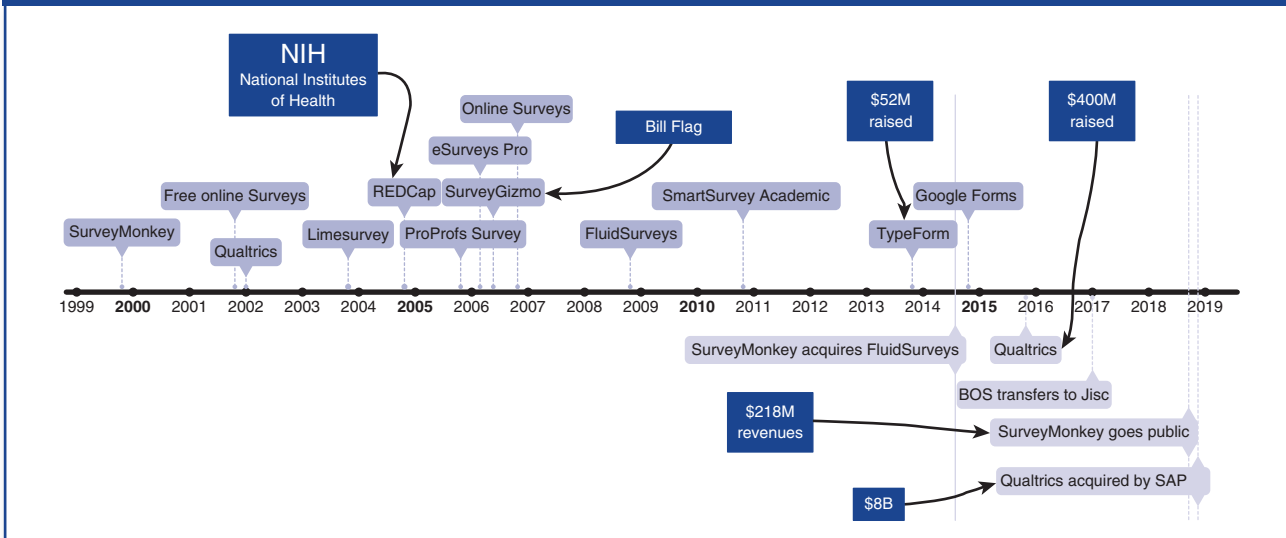 NIH
National Institutes
of Health
Online Surveys
$52M
raised
$400M
raised
Bill Flag
eSurveys Pro
Free online Surveys
REDCap
SurveyGizmo
SmartSurvey Academic
Google Forms
SurveyMonkey
Qualtrics
Limesurvey
ProProfs Survey
FluidSurveys
TypeForm
1999 2000 2001 2002 2003 2004 2005 2006 2007 2008 2009 2010 2011 2012 2013 2014 2015 2016 2017 2018 2019
SurveyMonkey acquires FluidSurveys
Qualtrics
BOS transfers to Jisc
$218M
revenues
SurveyMonkey goes public
Qualtrics acquired by SAP
$8B